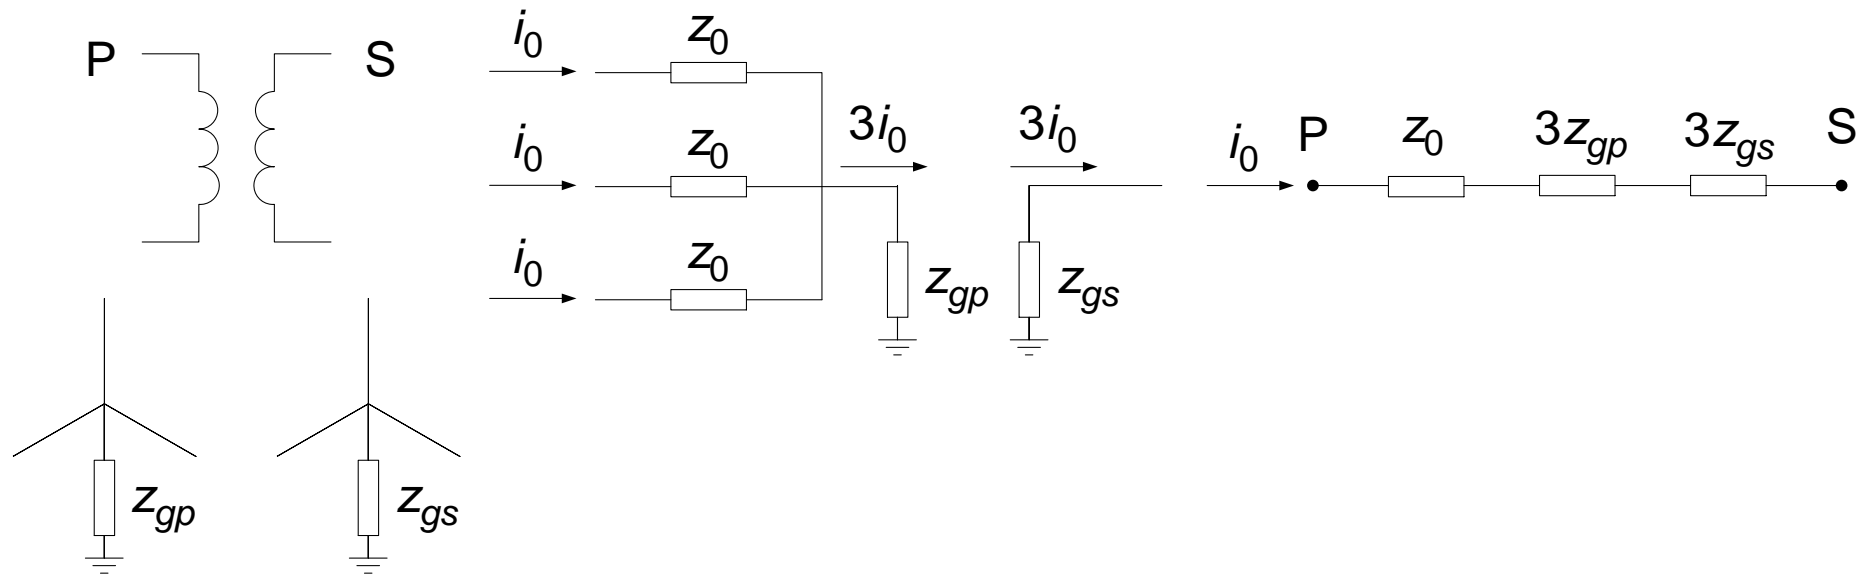 P S
i0 z0
i0 z0
i0 z0
3i0 3i0
zgp zgs
i0 P z0 3zgp 3zgs S
zgp zgs